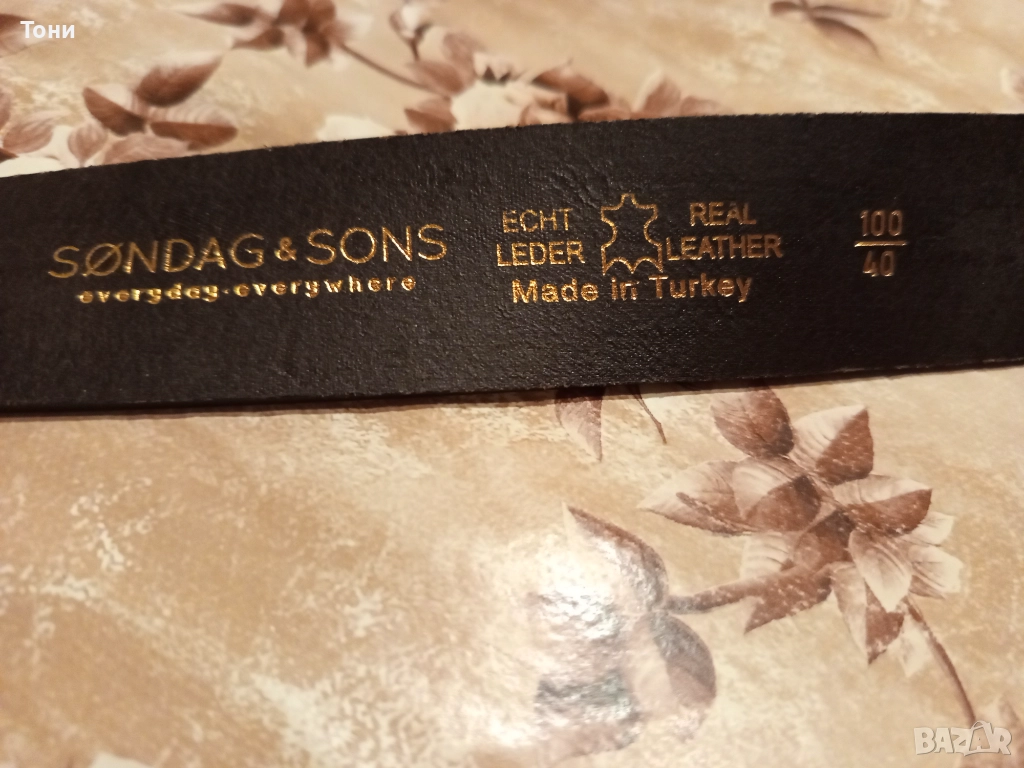 Тони
SØNDAG & SONS
everyday.everywhere
ECHT LEDER
REAL LEATHER
Made in Turkey
100
40
BAZAR